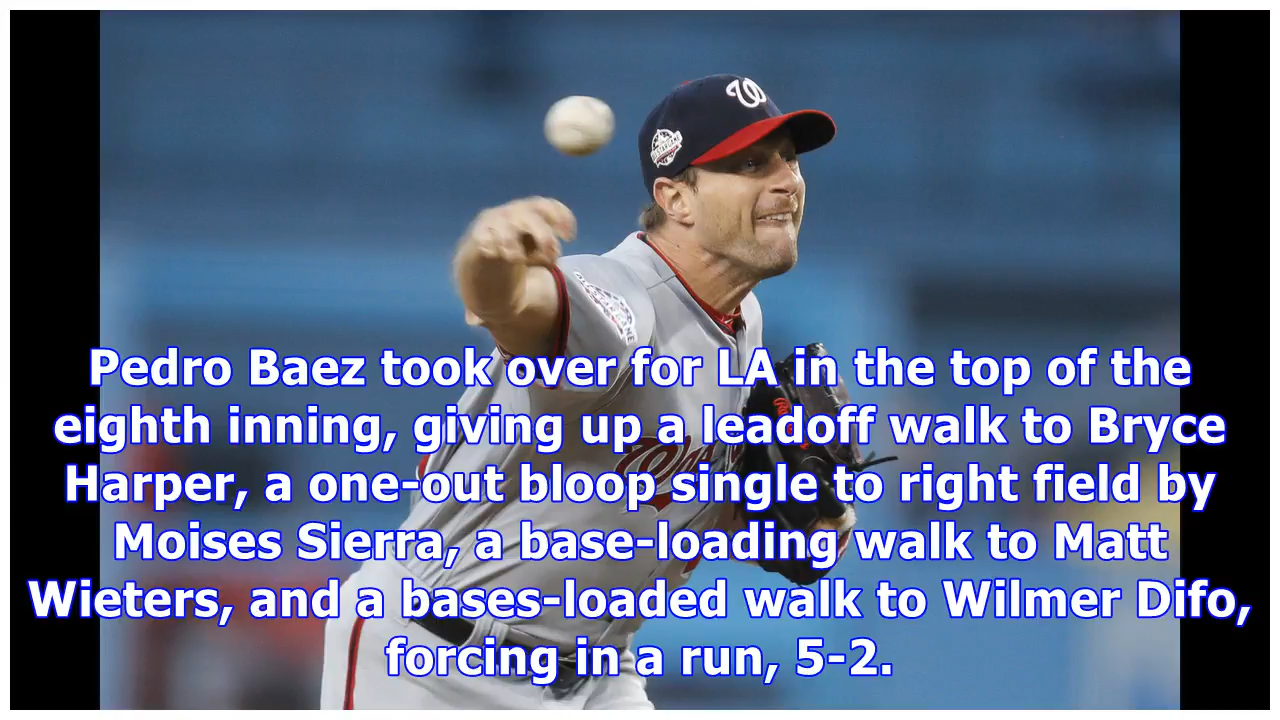 W
Pedro Baez took over for LA in the top of the
eighth inning, giving up a leadoff walk to Bryce
Harper, a one-out bloop single to right field by
Moises Sierra, a base-loading walk to Matt
Wieters, and a bases-loaded walk to Wilmer Difo,
forcing in a run, 5-2.